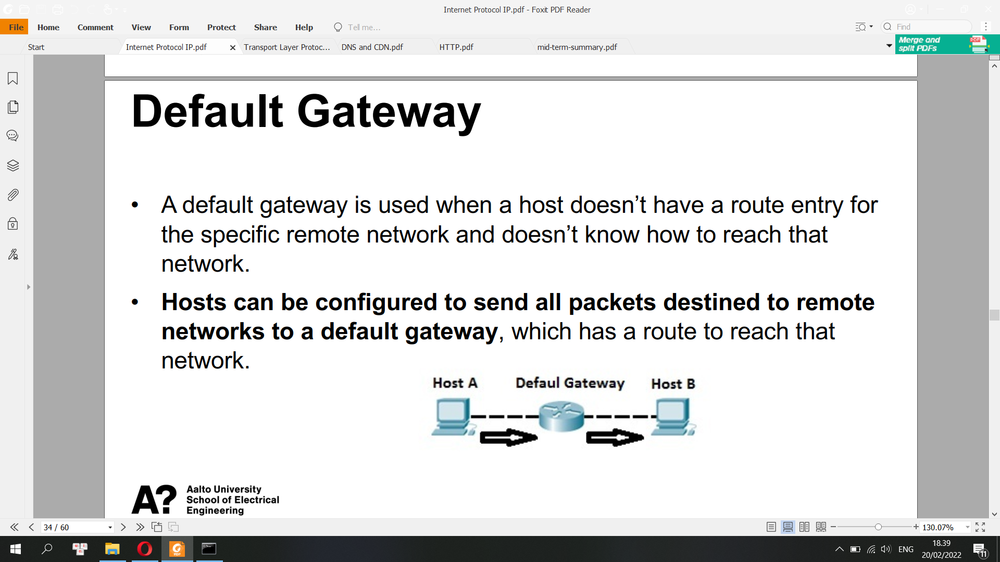 Internet Protocol IP.pdf - Foxit PDF Reader
File Home Comment View Form Protect Share Help Tell me... Find
Start Internet Protocol IP.pdf Transport Layer Protoc... DNS and CDN.pdf HTTP.pdf mid-term-summary.pdf
Merge and
split PDFs
PDF
Default Gateway
• A default gateway is used when a host doesn’t have a route entry for
the specific remote network and doesn’t know how to reach that
network.
• Hosts can be configured to send all packets destined to remote
networks to a default gateway, which has a route to reach that
network.
Host A Defaul Gateway Host B
A? Aalto University
School of Electrical
Engineering
34 / 60 130.07%
18.39
ENG
20/02/2022
11